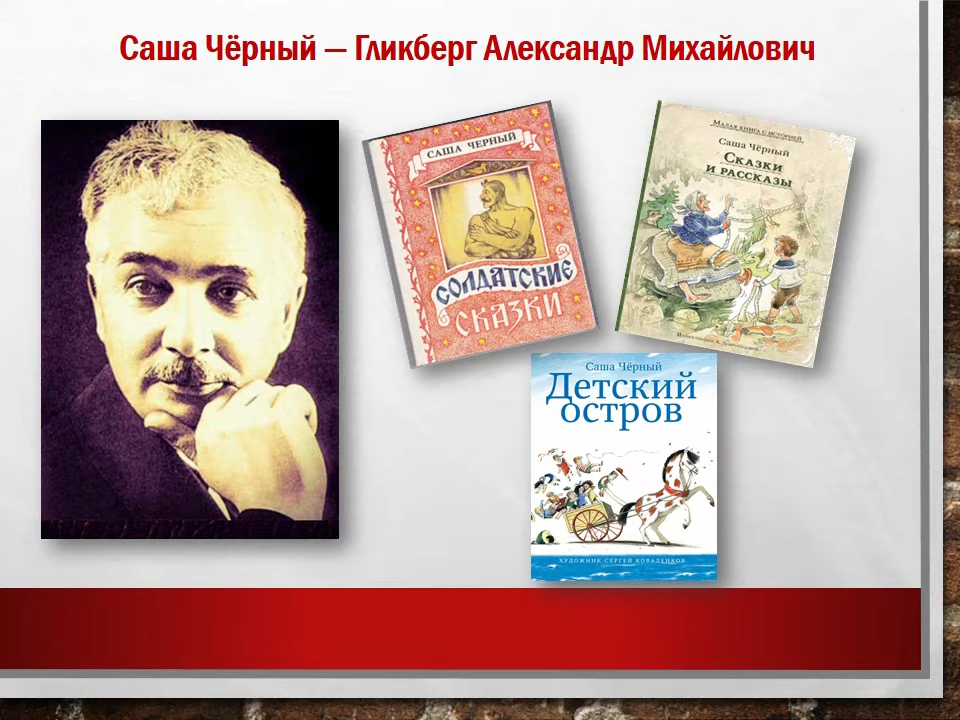 Саша Чёрный — Гликберг Александр Михайлович
САША ЧЕРНЫЙ
СОЛДАТСКИЕ
СКАЗКИ
МАЛАЯ КНИГА С ИСТОРИЕЙ
Саша Чёрный
СКАЗКИ
И РАССКАЗЫ
Саша Чёрный
Детский
остров
ХУДОЖНИК СЕРГЕЙ КОВАЛЕНКОВ